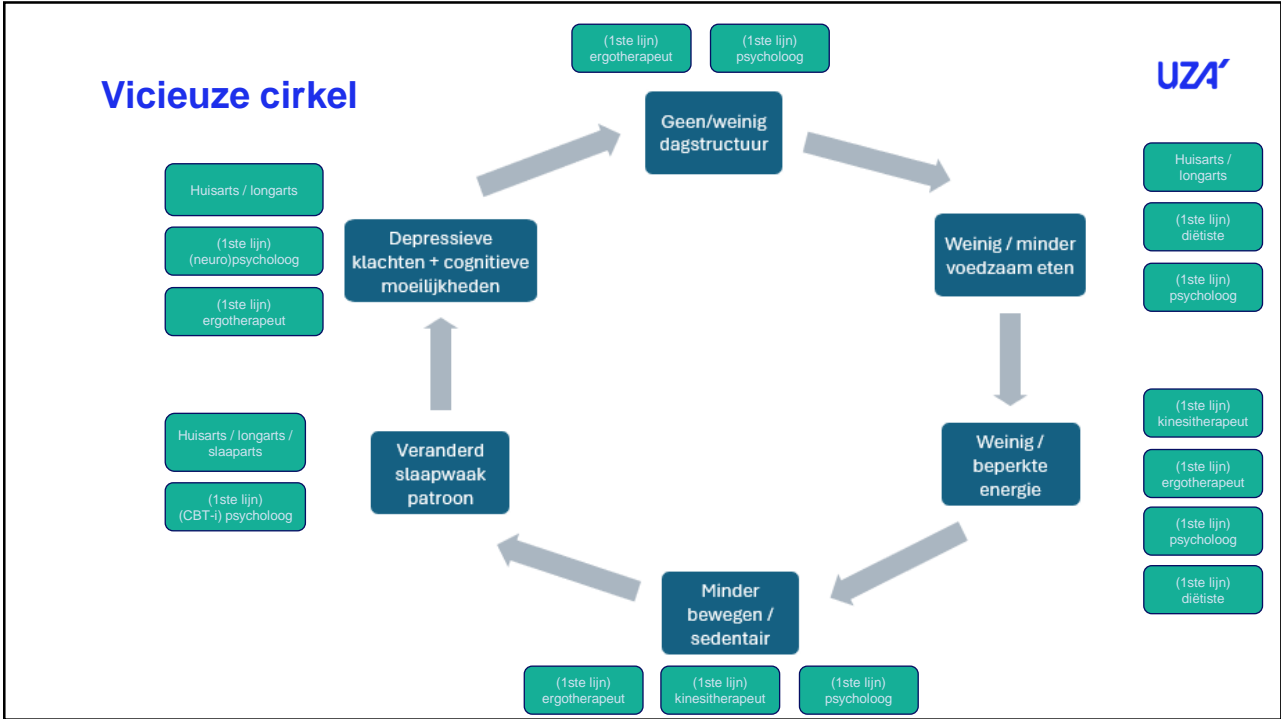 Vicieuze cirkel
UZA'
(1ste lijn)
ergotherapeut
(1ste lijn)
psycholoog
Geen/weinig
dagstructuur
Huisarts /
longarts
(1ste lijn)
diëtiste
(1ste lijn)
psycholoog
Weinig / minder
voedzaam eten
(1ste lijn)
kinesitherapeut
(1ste lijn)
ergotherapeut
(1ste lijn)
psycholoog
(1ste lijn)
diëtiste
Weinig /
beperkte
energie
Minder
bewegen /
sedentair
(1ste lijn)
ergotherapeut
(1ste lijn)
kinesitherapeut
(1ste lijn)
psycholoog
Veranderd
slaapwaak
patroon
Huisarts / longarts /
slaaparts
(1ste lijn)
(CBT-i) psycholoog
Depressieve
klachten + cognitieve
moeilijkheden
Huisarts / longarts
(1ste lijn)
(neuro)psycholoog
(1ste lijn)
ergotherapeut